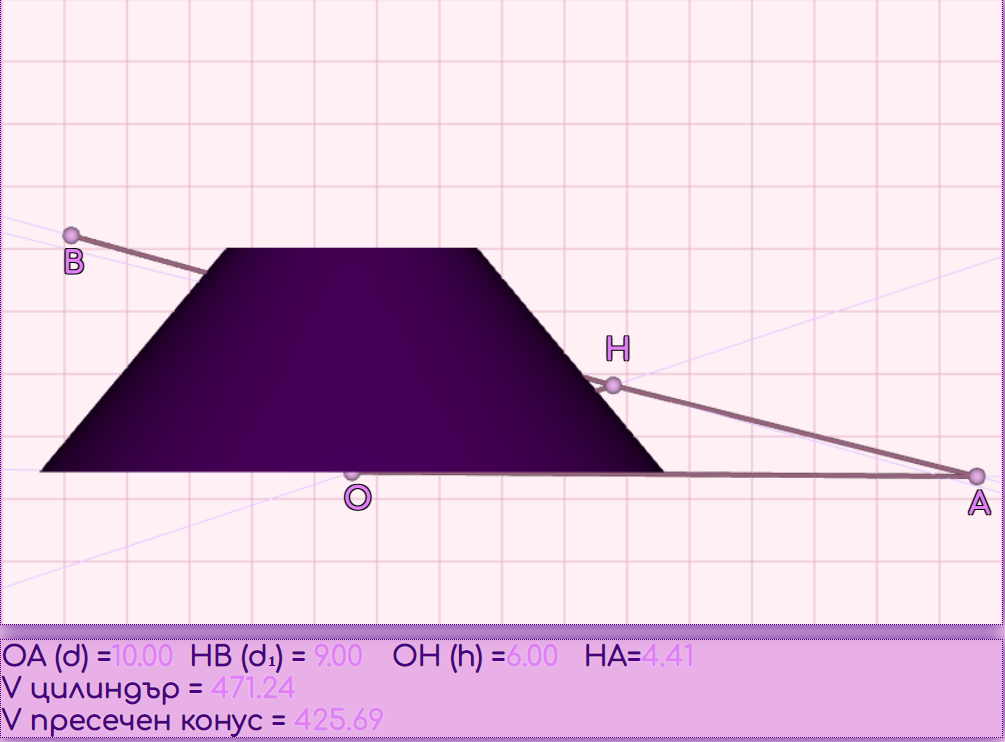 B
H
O
A
OA (d) =10.00 HB (d₁) = 9.00 OH (h) =6.00 HA=4.41
V цилиндър = 471.24
V пресечен конус = 425.69